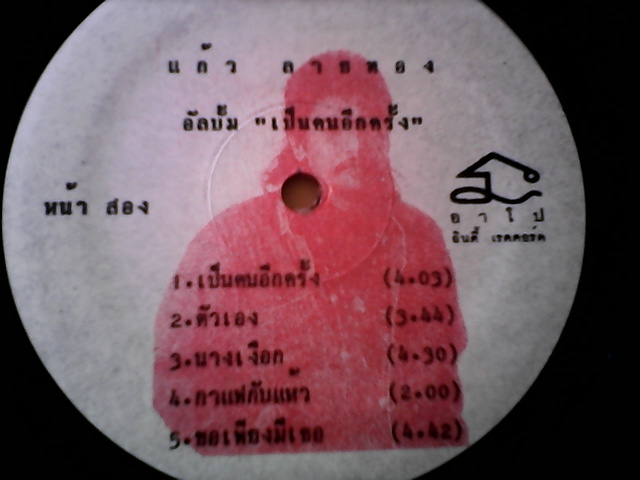 แก้ว ลายทอง
อัลบั้ม "เป็นคนอีกครั้ง"
หน้า สอง
อาโป
อินดี้ เรคคอร์ด
1.เป็นคนอีกครั้ง (4.03)
2.ตัวเอง (3.44)
3.นางเงือก (4.30)
4.กาแฟกับแห้ว (2.00)
5.ขอเพียงมีเธอ (4.42)